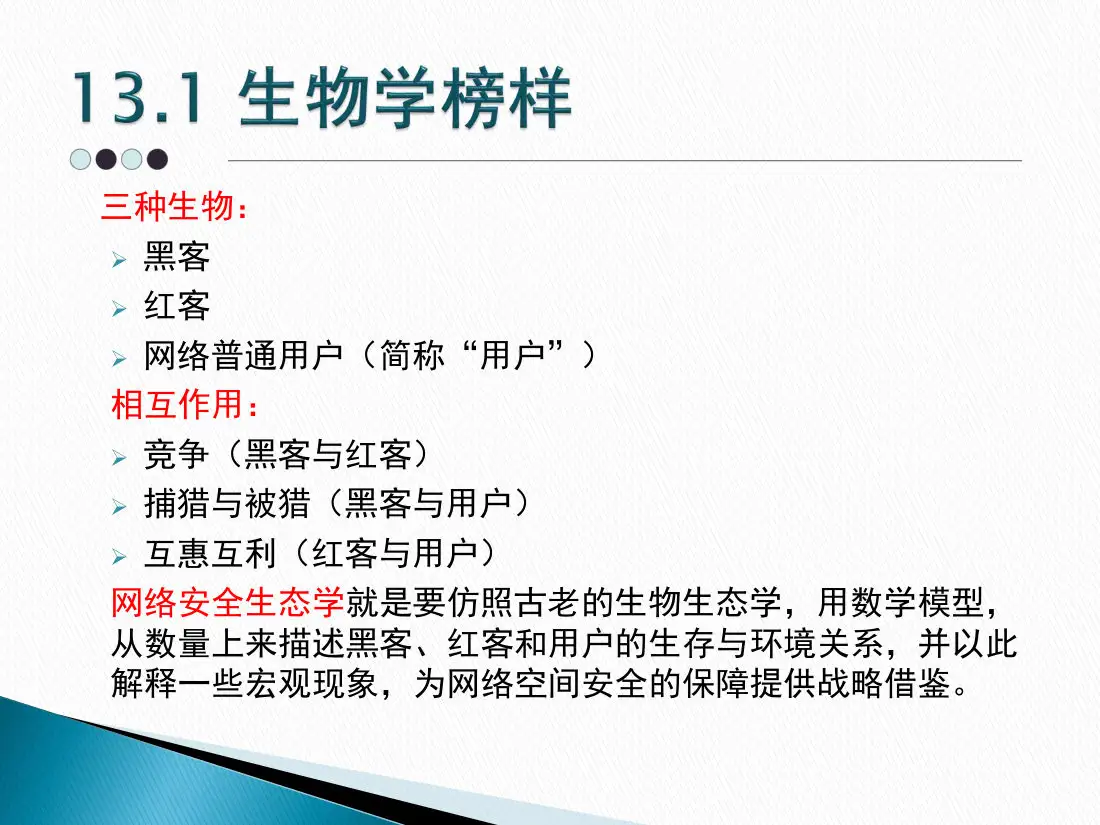 13.1 生物学榜样
三种生物：
黑客
红客
网络普通用户（简称“用户”）
相互作用：
竞争（黑客与红客）
捕猎与被猎（黑客与用户）
互惠互利（红客与用户）
网络安全生态学就是要仿照古老的生物生态学，用数学模型，
从数量上来描述黑客、红客和用户的生存与环境关系，并以此
解释一些宏观现象，为网络空间安全的保障提供战略借鉴。